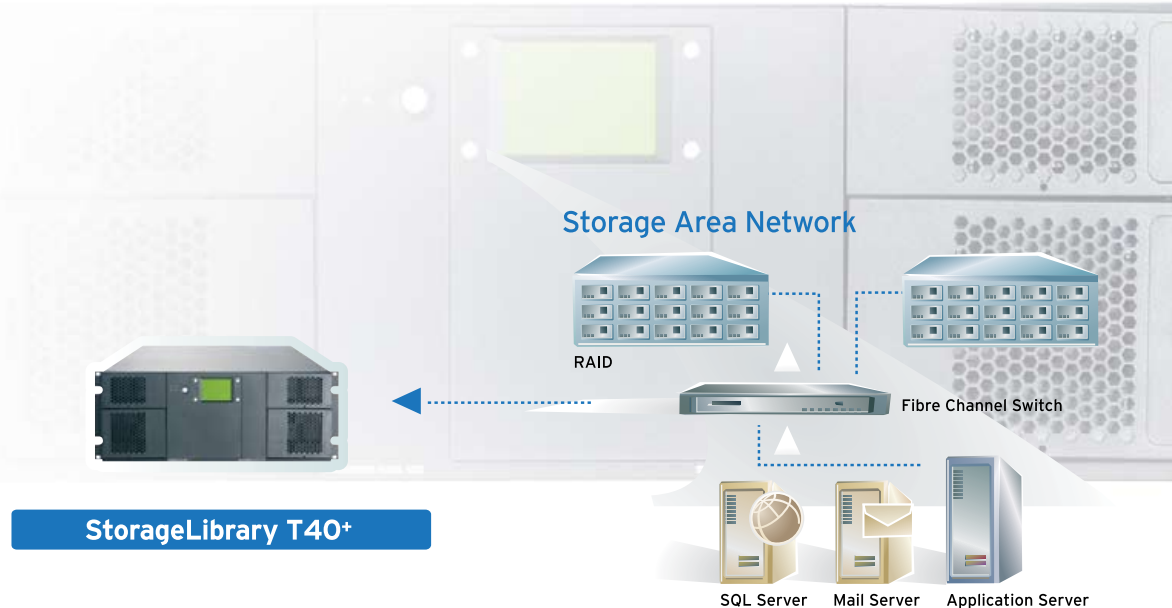 Storage Area Network
RAID
Fibre Channel Switch
StorageLibrary T40+
SQL Server
Mail Server
Application Server